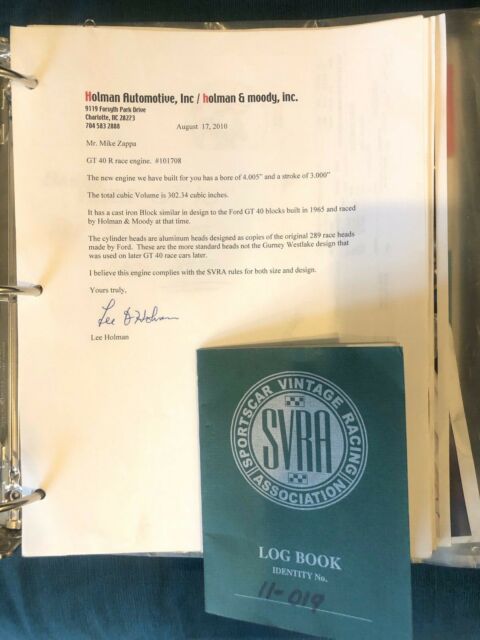 Holman Automotive, Inc / holman & moody, inc.
9119 Forsyth Park Drive
Charlotte, NC 28273
704 583 2888
August 17, 2010
Mr. Mike Zappa
GT 40 R race engine. #101708
The new engine we have built for you has a bore of 4.005" and a stroke of 3.000"
The total cubic Volume is 302.34 cubic inches.
It has a cast iron Block similar in design to the Ford GT 40 blocks built in 1965 and raced
by Holman & Moody at that time.
The cylinder heads are aluminum heads designed as copies of the original 289 race heads
made by Ford. These are the more standard heads not the Gurney Westlake design that
was used on later GT 40 race cars later.
I believe this engine complies with the SVRA rules for both size and design.
Yours truly,
Lee D Holman
Lee Holman
SPORTSCAR VINTAGE RACING
SVRA
ASSOCIATION
LOG BOOK
IDENTITY No.
11-019